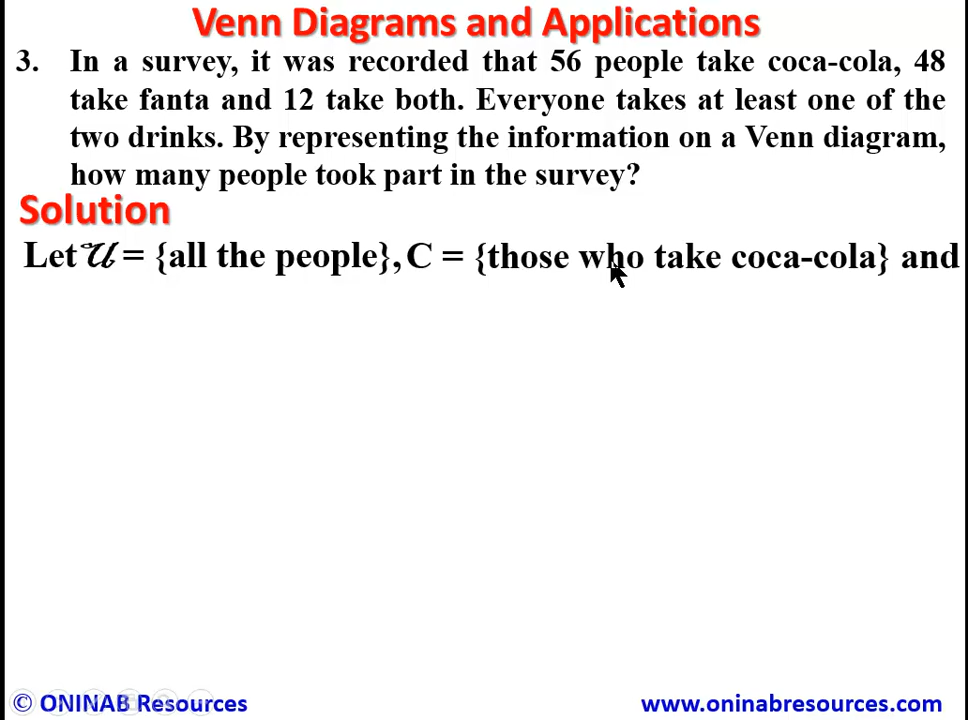 Venn Diagrams and Applications
3. In a survey, it was recorded that 56 people take coca-cola, 48
take fanta and 12 take both. Everyone takes at least one of the
two drinks. By representing the information on a Venn diagram,
how many people took part in the survey?
Solution
Let 𝒰 = {all the people}, C = {those who take coca-cola} and
© ONINAB Resources
www.oninabresources.com